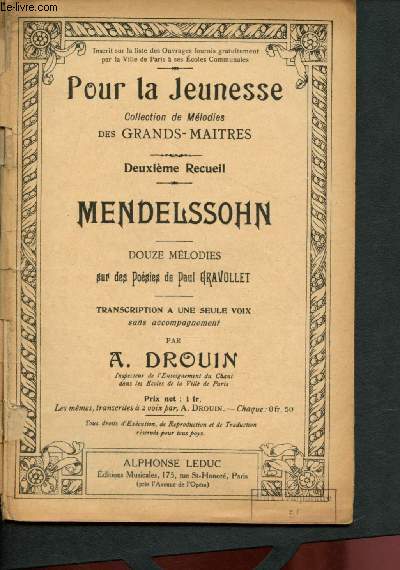 www.le-livre.com
Inscrit sur la liste des Ouvrages fournis gratuitement
par la Ville de Paris à ses Écoles Communales
Pour la Jeunesse
Collection de Mélodies
DES GRANDS-MAITRES
Deuxième Recueil
MENDELSSOHN
DOUZE MÉLODIES
sur des Poésies de Paul GRAVOLLET
TRANSCRIPTION A UNE SEULE VOIX
sans accompagnement
PAR
A. DROUIN
Inspecteur de l'Enseignement du Chant
dans les Écoles de la Ville de Paris
Prix net : 1 fr.
Les mêmes, transcrites à 2 voix par A. DROUIN. — Chaque : 0 fr. 50
Tous droits d'Exécution, de Reproduction et de Traduction
réservés pour tous pays.
ALPHONSE LEDUC
Éditions Musicales, 175, rue St-Honoré, Paris
(près l'Avenue de l'Opéra)